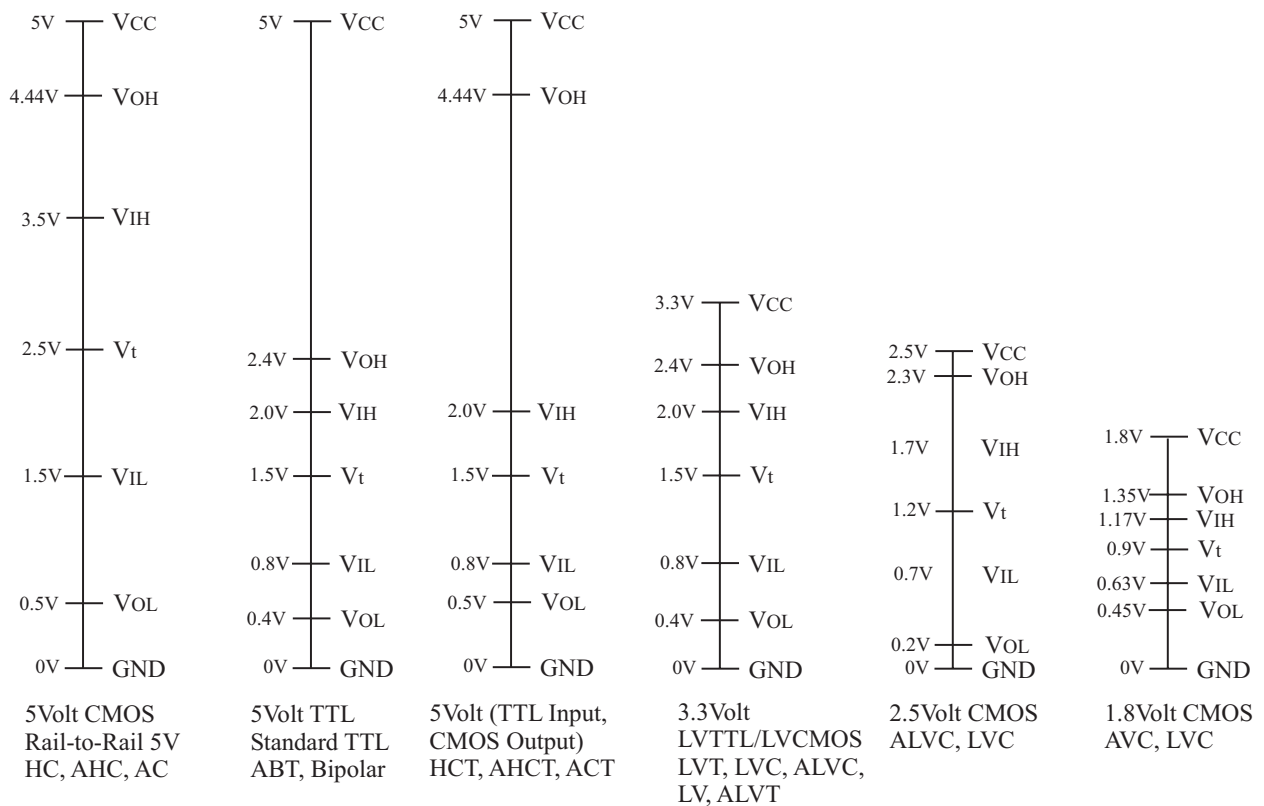 5V VCC
4.44V VOH
3.5V VIH
2.5V Vt
1.5V VIL
0.5V VOL
0V GND
5Volt CMOS
Rail-to-Rail 5V
HC, AHC, AC
5V VCC
2.4V VOH
2.0V VIH
1.5V Vt
0.8V VIL
0.4V VOL
0V GND
5Volt TTL
Standard TTL
ABT, Bipolar
5V VCC
4.44V VOH
2.0V VIH
1.5V Vt
0.8V VIL
0.5V VOL
0V GND
5Volt (TTL Input,
CMOS Output)
HCT, AHCT, ACT
3.3V VCC
2.4V VOH
2.0V VIH
1.5V Vt
0.8V VIL
0.4V VOL
0V GND
3.3Volt
LVTTL/LVCMOS
LVT, LVC, ALVC,
LV, ALVT
2.5V VCC
2.3V VOH
1.7V VIH
1.2V Vt
0.7V VIL
0.2V VOL
0V GND
2.5Volt CMOS
ALVC, LVC
1.8V VCC
1.35V VOH
1.17V VIH
0.9V Vt
0.63V VIL
0.45V VOL
0V GND
1.8Volt CMOS
AVC, LVC